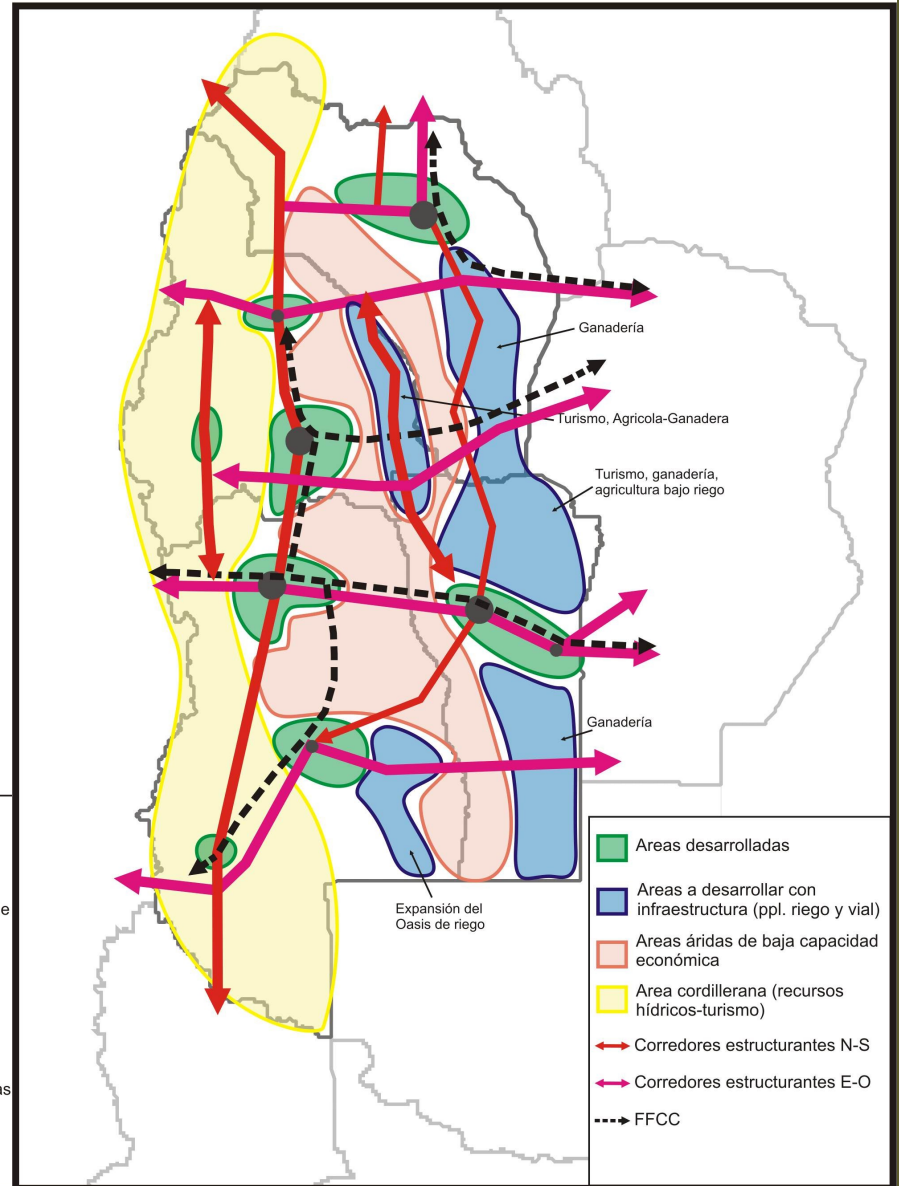 Ganadería
Turismo, Agricola-Ganadera
Turismo, ganadería,
agricultura bajo riego
Ganadería
Expansión del
Oasis de riego
e
as
Areas desarrolladas
Areas a desarrollar con
infraestructura (ppl. riego y vial)
Areas áridas de baja capacidad
económica
Area cordillerana (recursos
hídricos-turismo)
Corredores estructurantes N-S
Corredores estructurantes E-O
FFCC